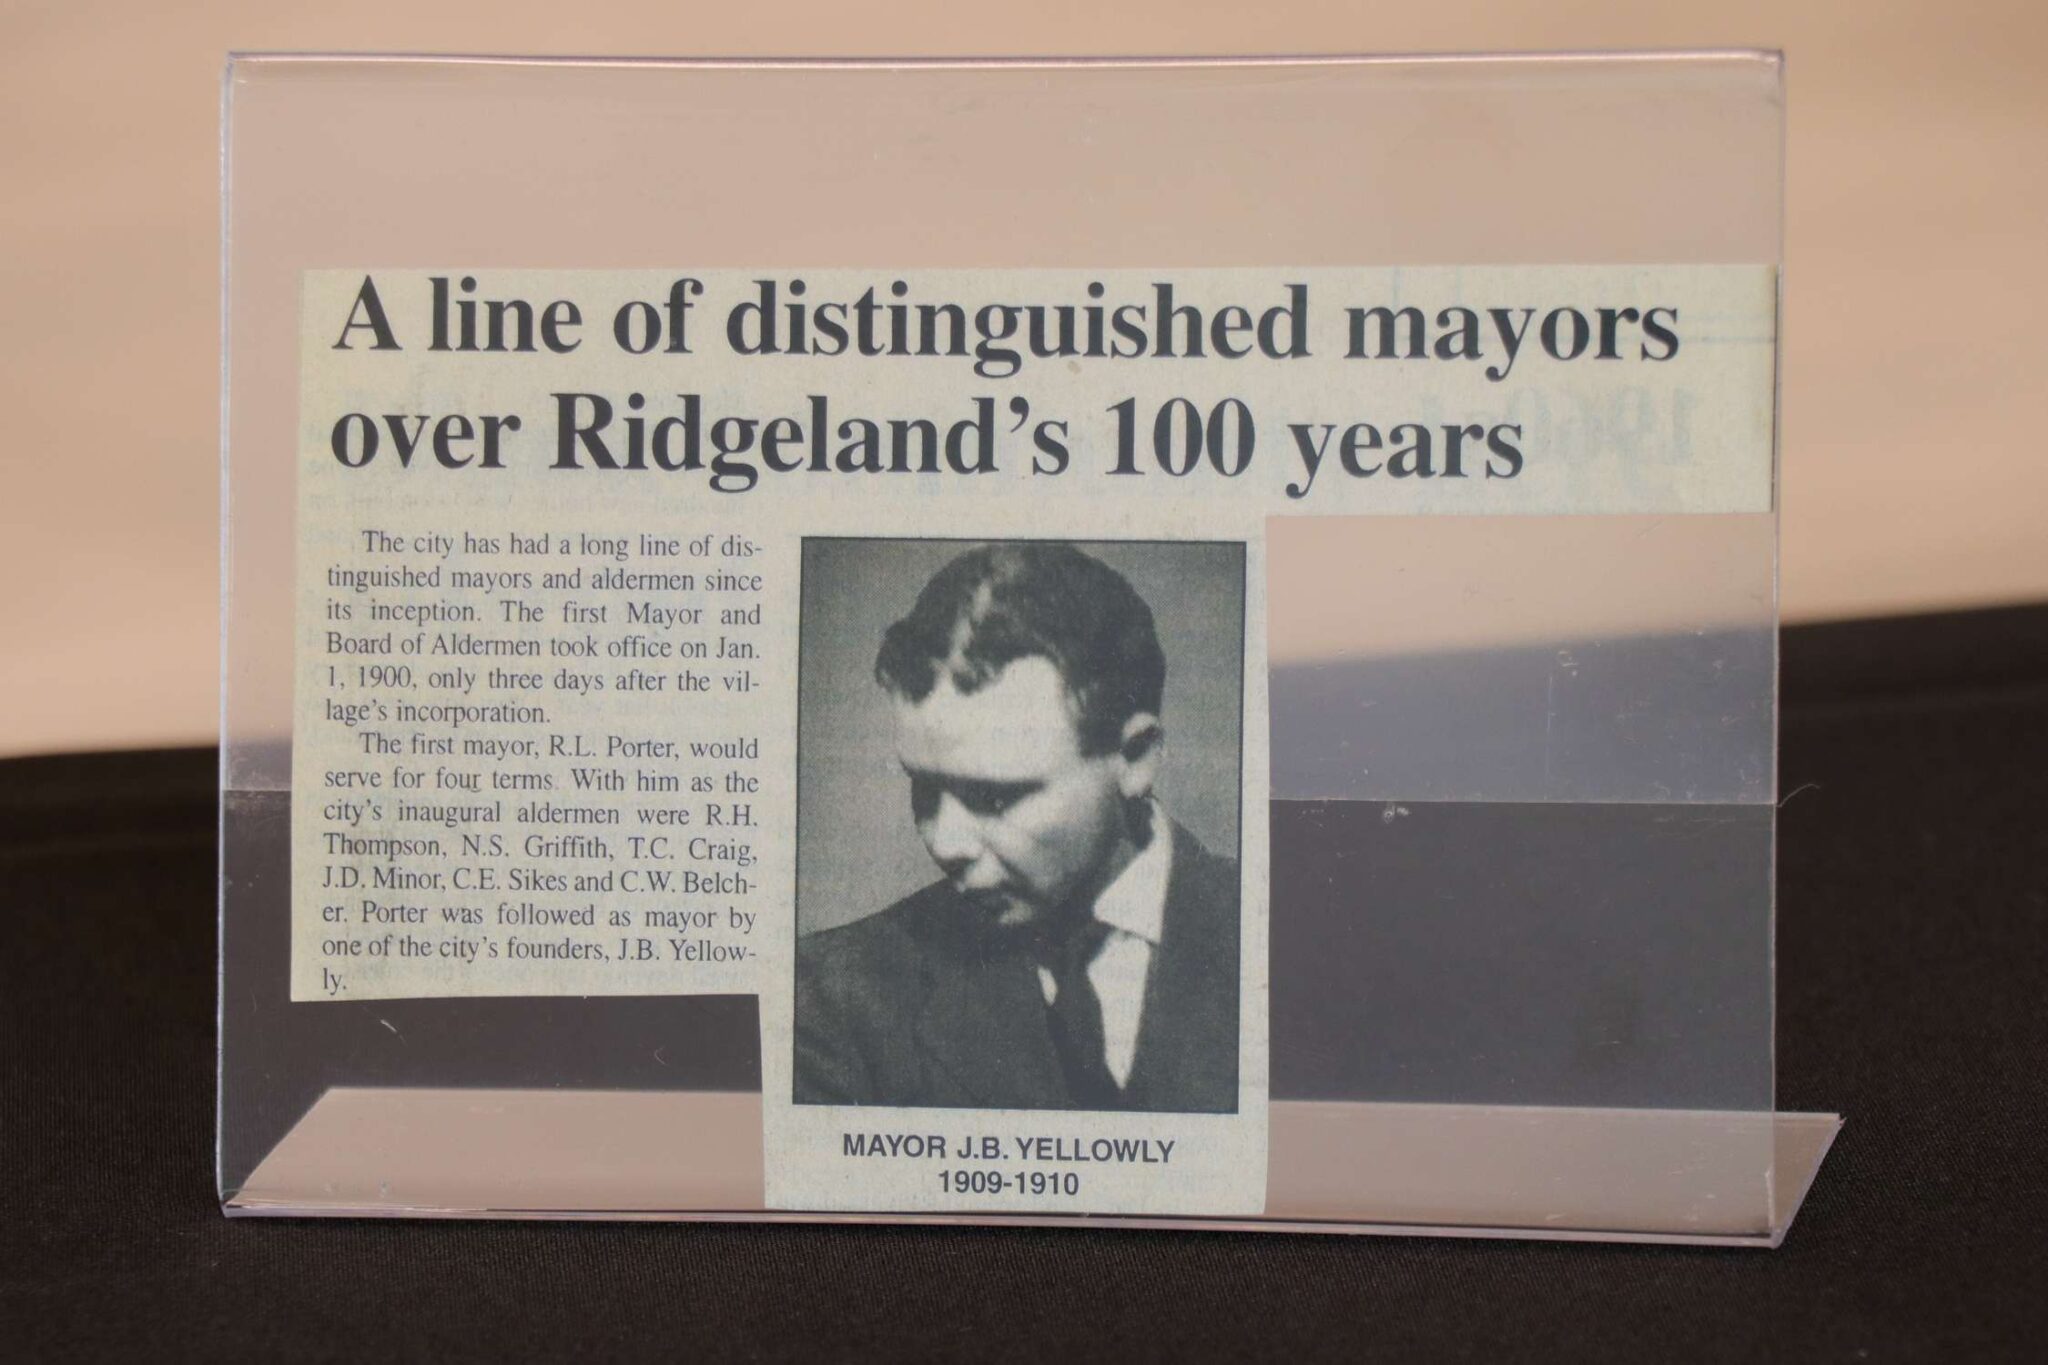 A line of distinguished mayors
over Ridgeland's 100 years
The city has had a long line of dis-
tinguished mayors and aldermen since
its inception. The first Mayor and
Board of Aldermen took office on Jan.
1, 1900, only three days after the vil-
lage's incorporation.
The first mayor, R.L. Porter, would
serve for four terms. With him as the
city's inaugural aldermen were R.H.
Thompson, N.S. Griffith, T.C. Craig,
J.D. Minor, C.E. Sikes and C.W. Belch-
er. Porter was followed as mayor by
one of the city's founders, J.B. Yellow-
ly.
MAYOR J.B. YELLOWLY
1909-1910